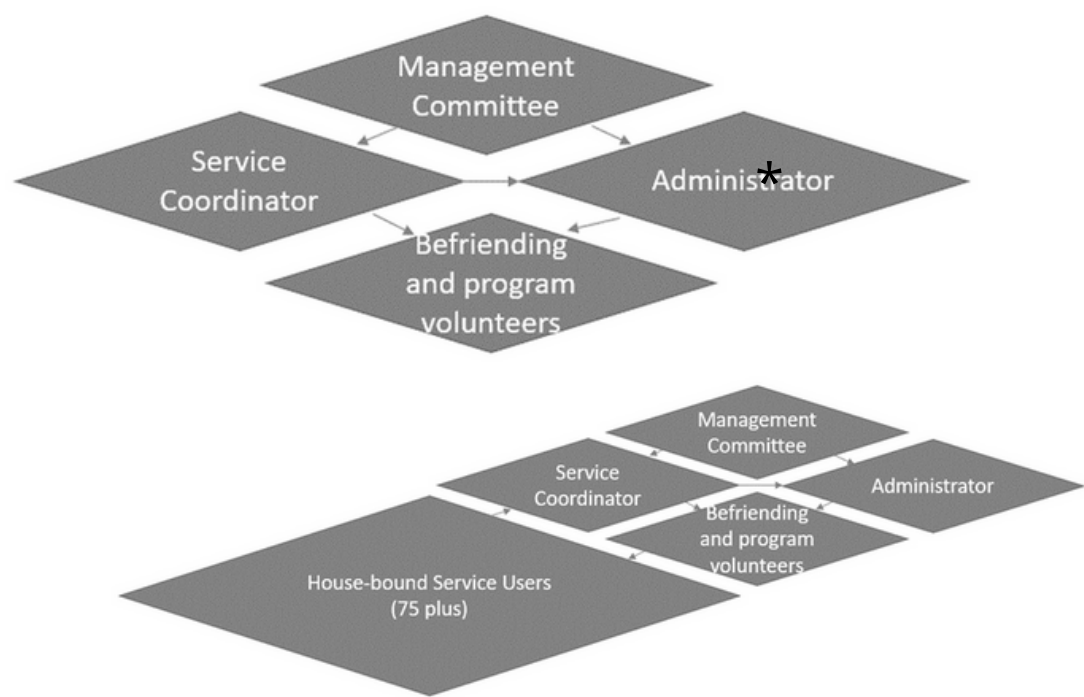 Management
Committee
Service
Coordinator
Administrator
*
Befriending
and program
volunteers
Management
Committee
Service
Coordinator
Administrator
Befriending
and program
volunteers
House-bound Service Users
(75 plus)